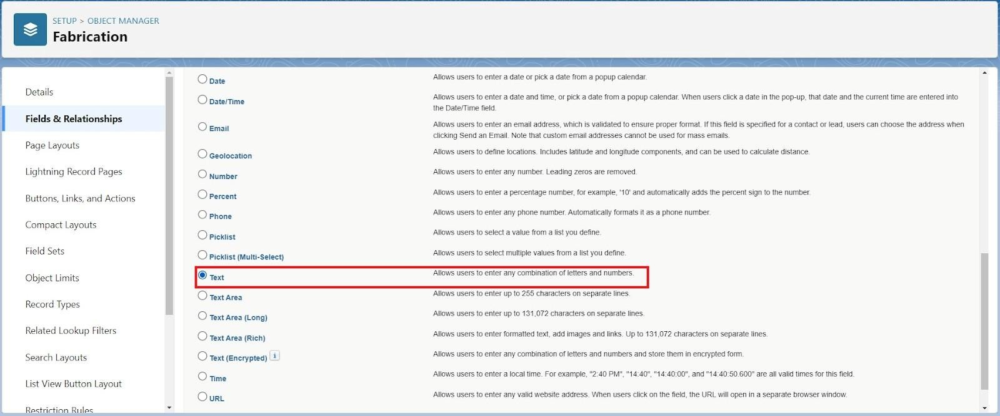 SETUP > OBJECT MANAGER
Fabrication
Details
Fields & Relationships
Page Layouts
Lightning Record Pages
Buttons, Links, and Actions
Compact Layouts
Field Sets
Object Limits
Record Types
Related Lookup Filters
Search Layouts
List View Button Layout
Restriction Rules
Date Allows users to enter a date or pick a date from a popup calendar.
Date/Time Allows users to enter a date and time, or pick a date from a popup calendar. When users click a date in the pop-up, that date and the current time are entered into
the Date/Time field.
Email Allows users to enter an email address, which is validated to ensure proper format. If this field is specified for a contact or lead, users can choose the address when
clicking Send an Email. Note that custom email addresses cannot be used for mass emails.
Geolocation Allows users to define locations. Includes latitude and longitude components, and can be used to calculate distance.
Number Allows users to enter any number. Leading zeros are removed.
Percent Allows users to enter a percentage number, for example, '10' and automatically adds the percent sign to the number.
Phone Allows users to enter any phone number. Automatically formats it as a phone number.
Picklist Allows users to select a value from a list you define.
Picklist (Multi-Select) Allows users to select multiple values from a list you define.
Text Allows users to enter any combination of letters and numbers.
Text Area Allows users to enter up to 255 characters on separate lines.
Text Area (Long) Allows users to enter up to 131,072 characters on separate lines.
Text Area (Rich) Allows users to enter formatted text, add images and links. Up to 131,072 characters on separate lines.
Text (Encrypted) i Allows users to enter any combination of letters and numbers and store them in encrypted form.
Time Allows users to enter a local time. For example, "2:40 PM", "14:40", "14:40:00", and "14:40:50.600" are all valid times for this field.
URL Allows users to enter any valid website address. When users click on the field, the URL will open in a separate browser window.